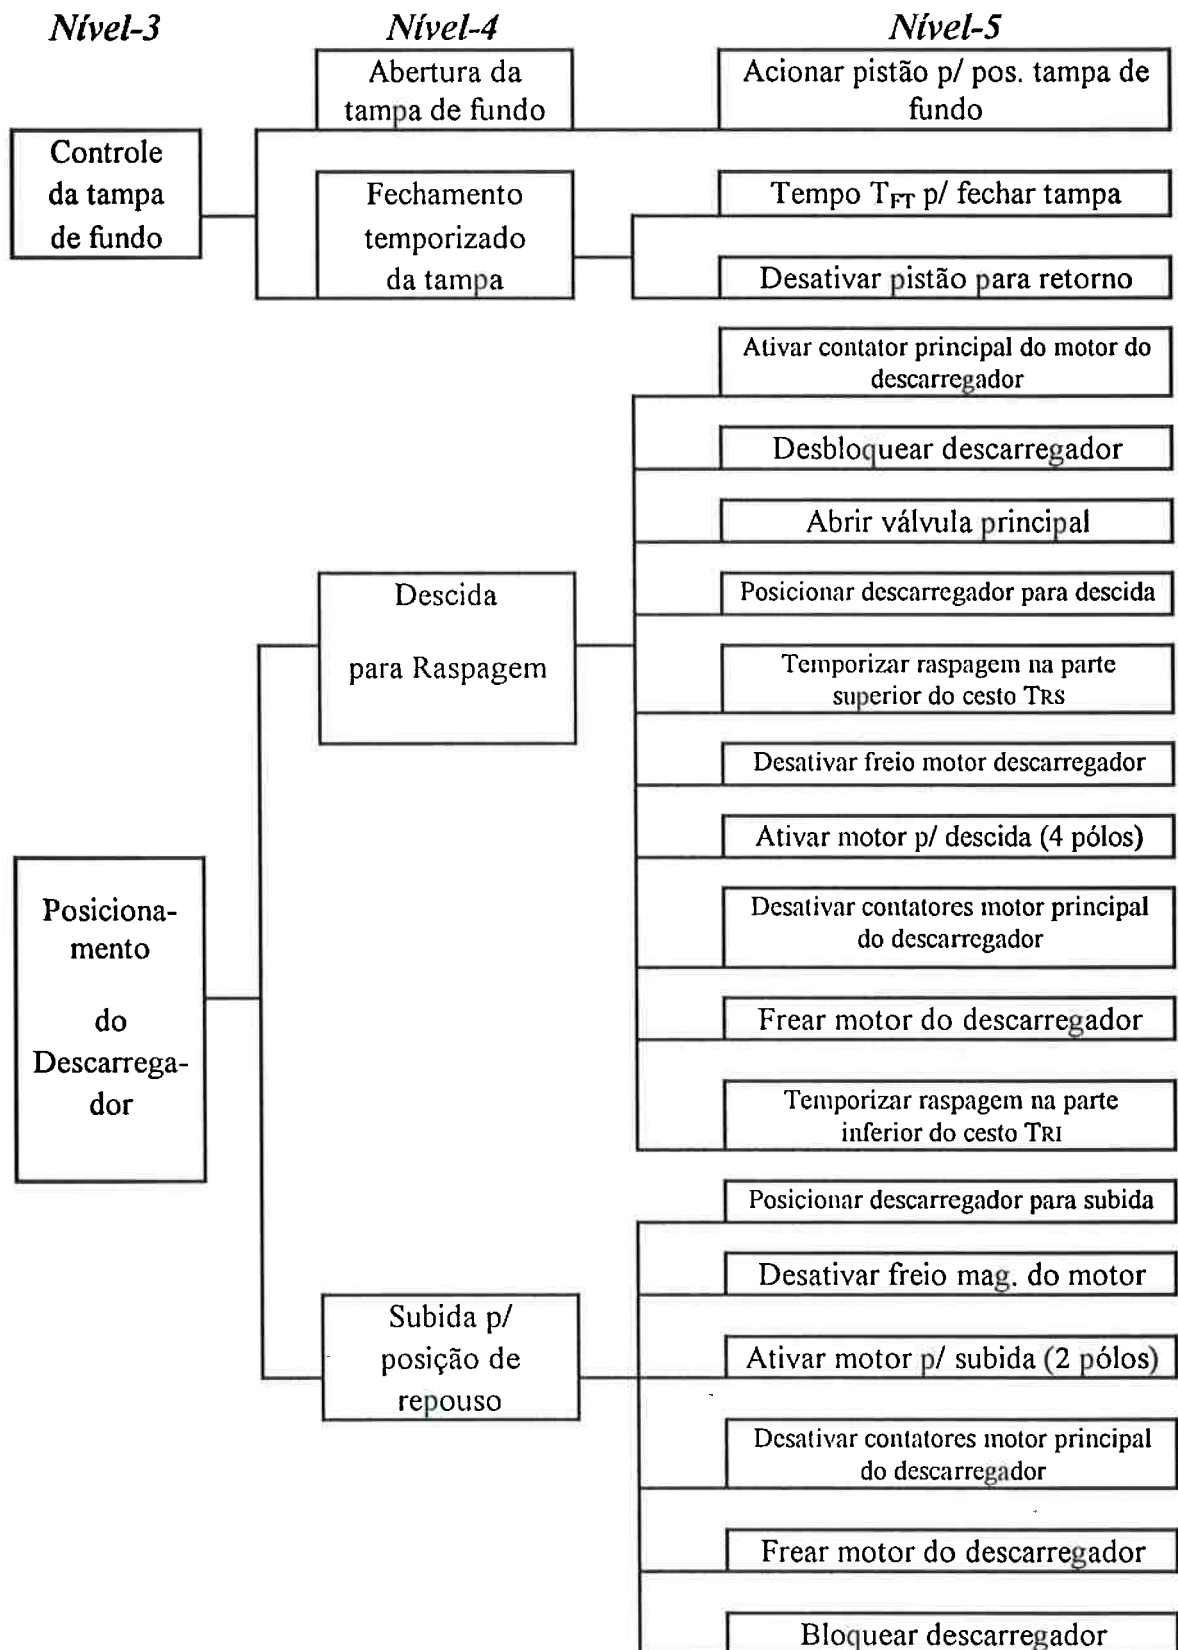 Nível-3 Nível-4 Nível-5
Abertura da
tampa de fundo
Acionar pistão p/ pos. tampa de
fundo
Controle
da tampa
de fundo
Fechamento
temporizado
da tampa
Tempo TFT p/ fechar tampa
Desativar pistão para retorno
Ativar contator principal do motor do
descarregador
Desbloquear descarregador
Abrir válvula principal
Descida
para Raspagem
Posicionar descarregador para descida
Temporizar raspagem na parte
superior do cesto TRS
Desativar freio motor descarregador
Ativar motor p/ descida (4 pólos)
Posiciona-
mento
do
Descarrega-
dor
Desativar contatores motor principal
do descarregador
Frear motor do descarregador
Temporizar raspagem na parte
inferior do cesto TRI
Posicionar descarregador para subida
Desativar freio mag. do motor
Subida p/
posição de
repouso
Ativar motor p/ subida (2 pólos)
Desativar contatores motor principal
do descarregador
Frear motor do descarregador
Bloquear descarregador